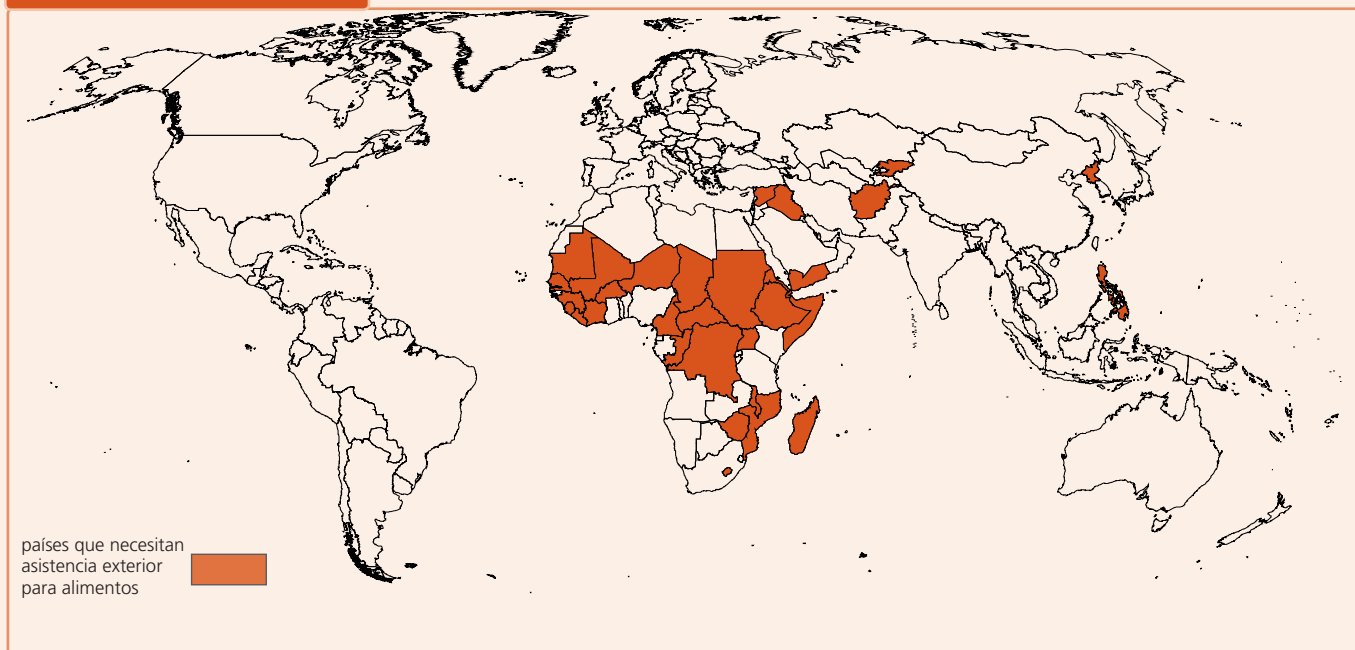 países que necesitan
asistencia exterior
para alimentos